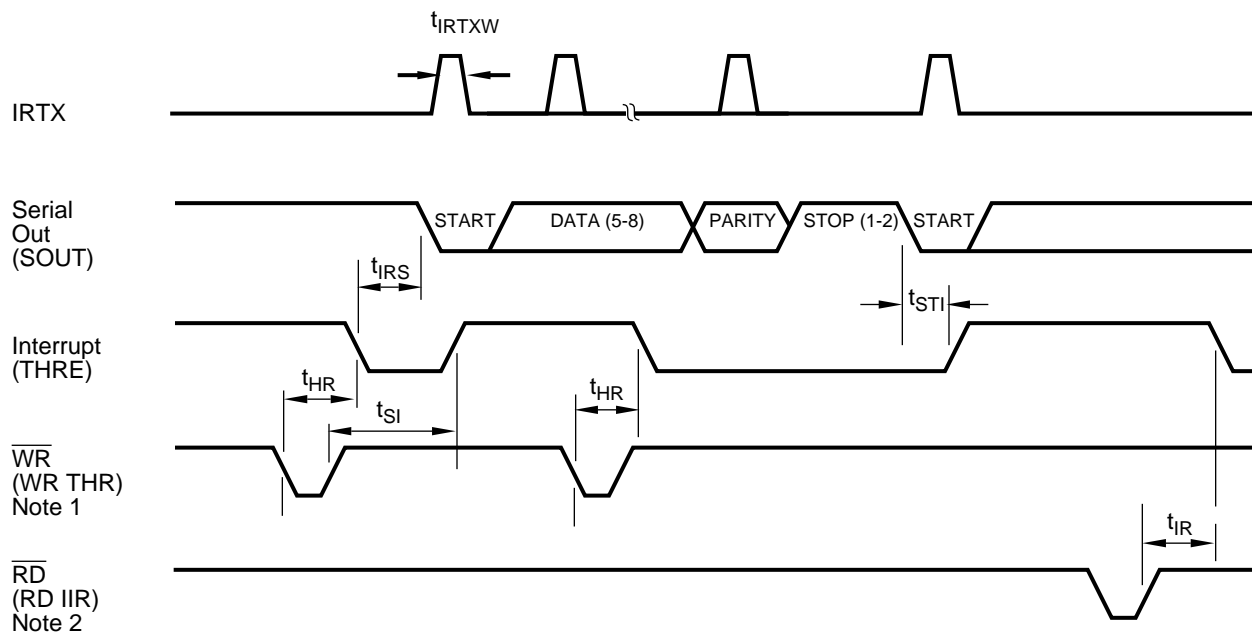 tIRTXW
IRTX
Serial
Out
(SOUT)
START DATA (5-8) PARITY STOP (1-2) START
tIRS
tSTI
Interrupt
(THRE)
tHR
tSI
tHR
WR
(WR THR)
Note 1
tIR
RD
(RD IIR)
Note 2